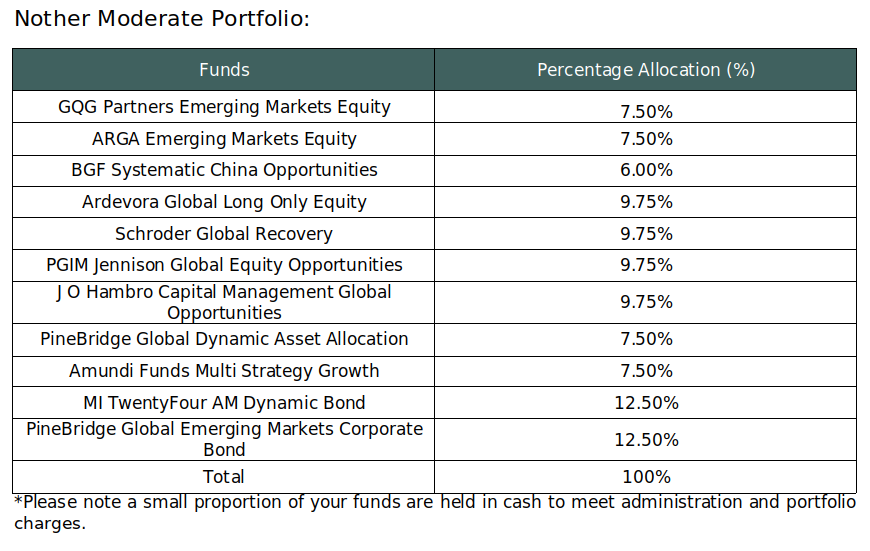 Nother Moderate Portfolio:
Funds Percentage Allocation (%)
GQG Partners Emerging Markets Equity 7.50%
ARGA Emerging Markets Equity 7.50%
BGF Systematic China Opportunities 6.00%
Ardevora Global Long Only Equity 9.75%
Schroder Global Recovery 9.75%
PGIM Jennison Global Equity Opportunities 9.75%
J O Hambro Capital Management Global
Opportunities 9.75%
PineBridge Global Dynamic Asset Allocation 7.50%
Amundi Funds Multi Strategy Growth 7.50%
MI TwentyFour AM Dynamic Bond 12.50%
PineBridge Global Emerging Markets Corporate
Bond 12.50%
Total 100%
*Please note a small proportion of your funds are held in cash to meet administration and portfolio
charges.